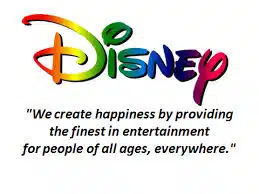 DISNEY
"We create happiness by providing
the finest in entertainment
for people of all ages, everywhere."